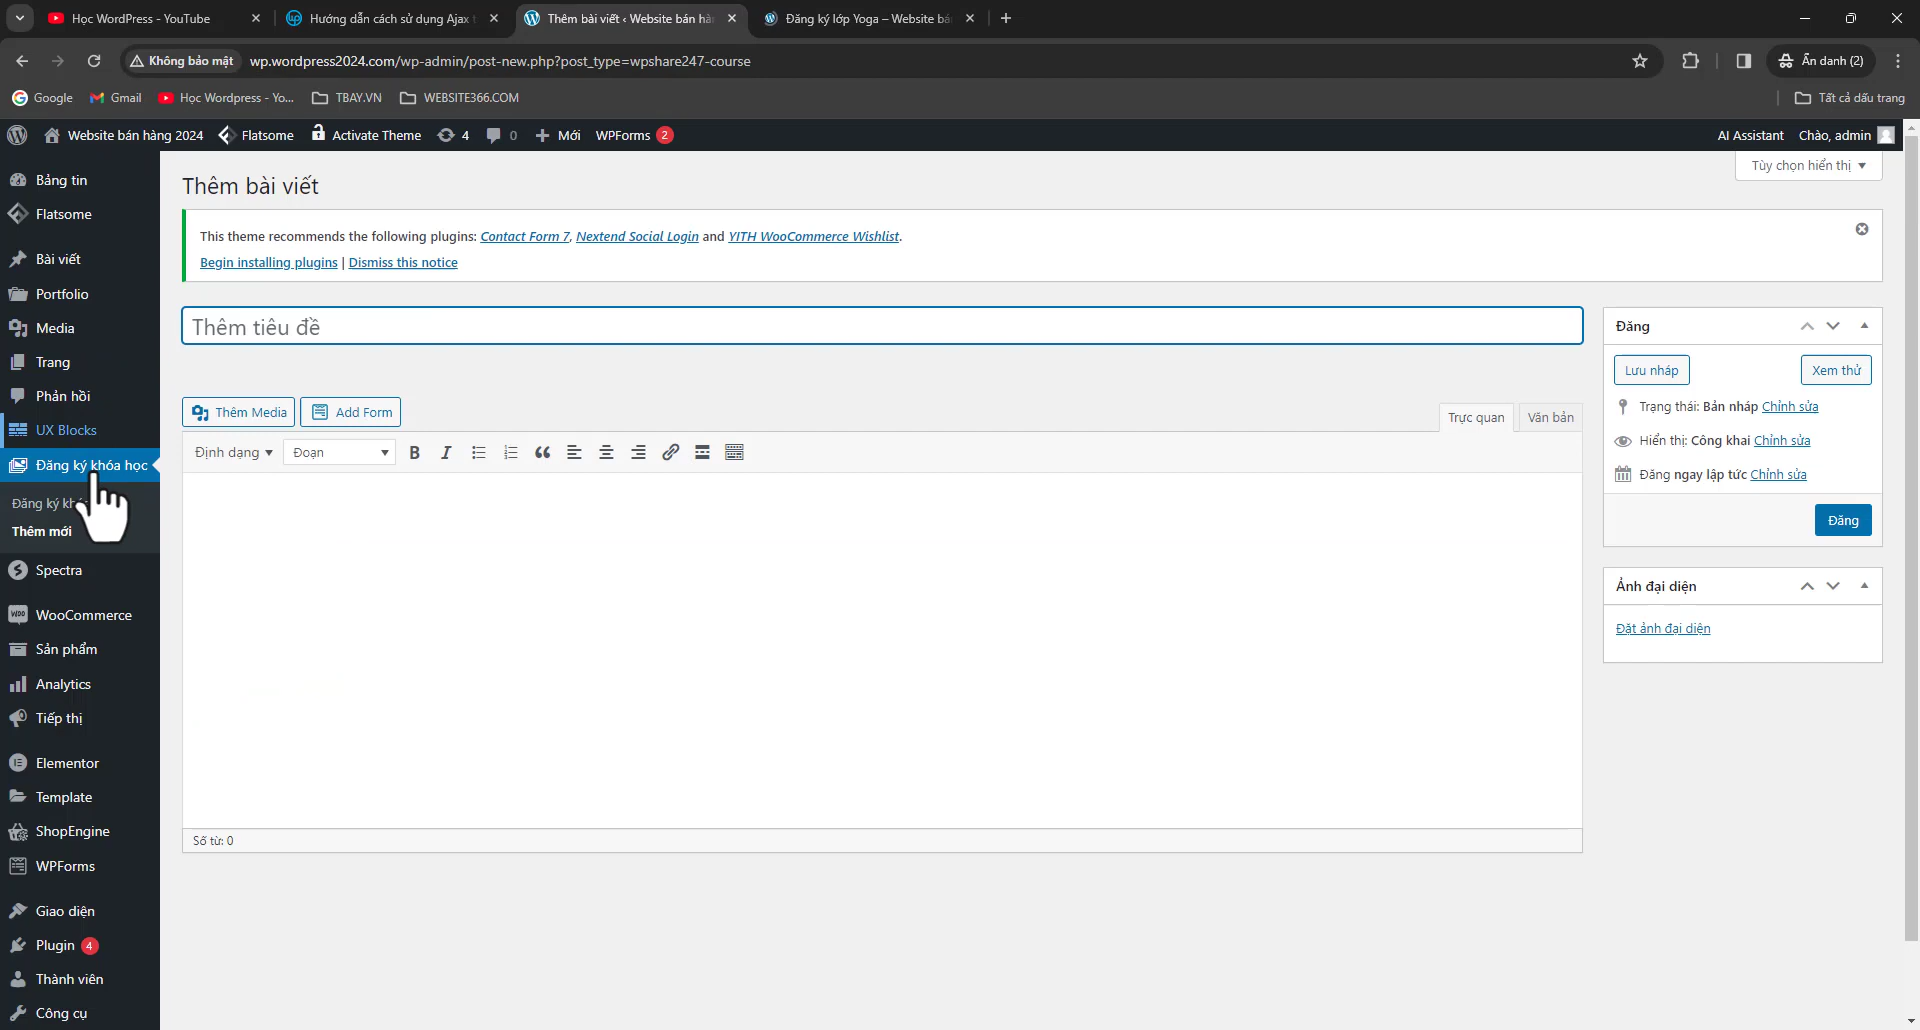 Học WordPress - YouTube
Hướng dẫn cách sử dụng Ajax t
Thêm bài viết ‹ Website bán hà
Đăng ký lớp Yoga – Website bá
Không bảo mật
wp.wordpress2024.com/wp-admin/post-new.php?post_type=wpshare247-course
Ẩn danh (2)
Google
Gmail
Học Wordpress - Yo...
TBAY.VN
WEBSITE366.COM
Tất cả dấu trang
Website bán hàng 2024
Flatsome
Activate Theme
4
0
Mới
WPForms 2
AI Assistant
Chào, admin
Tùy chọn hiển thị
Bảng tin
Flatsome
Bài viết
Portfolio
Media
Trang
Phản hồi
UX Blocks
Đăng ký khóa học
Đăng ký
Thêm mới
Spectra
WooCommerce
Sản phẩm
Analytics
Tiếp thị
Elementor
Template
ShopEngine
WPForms
Giao diện
Plugin 4
Thành viên
Công cụ
Thêm bài viết
This theme recommends the following plugins: Contact Form 7, Nextend Social Login and YITH WooCommerce Wishlist.
Begin installing plugins | Dismiss this notice
Thêm tiêu đề
Thêm Media
Add Form
Trực quan
Văn bản
Định dạng
Đoạn
B I
Số từ: 0
Đăng
Lưu nháp
Xem thử
Trạng thái: Bản nháp Chỉnh sửa
Hiển thị: Công khai Chỉnh sửa
Đăng ngay lập tức Chỉnh sửa
Đăng
Ảnh đại diện
Đặt ảnh đại diện